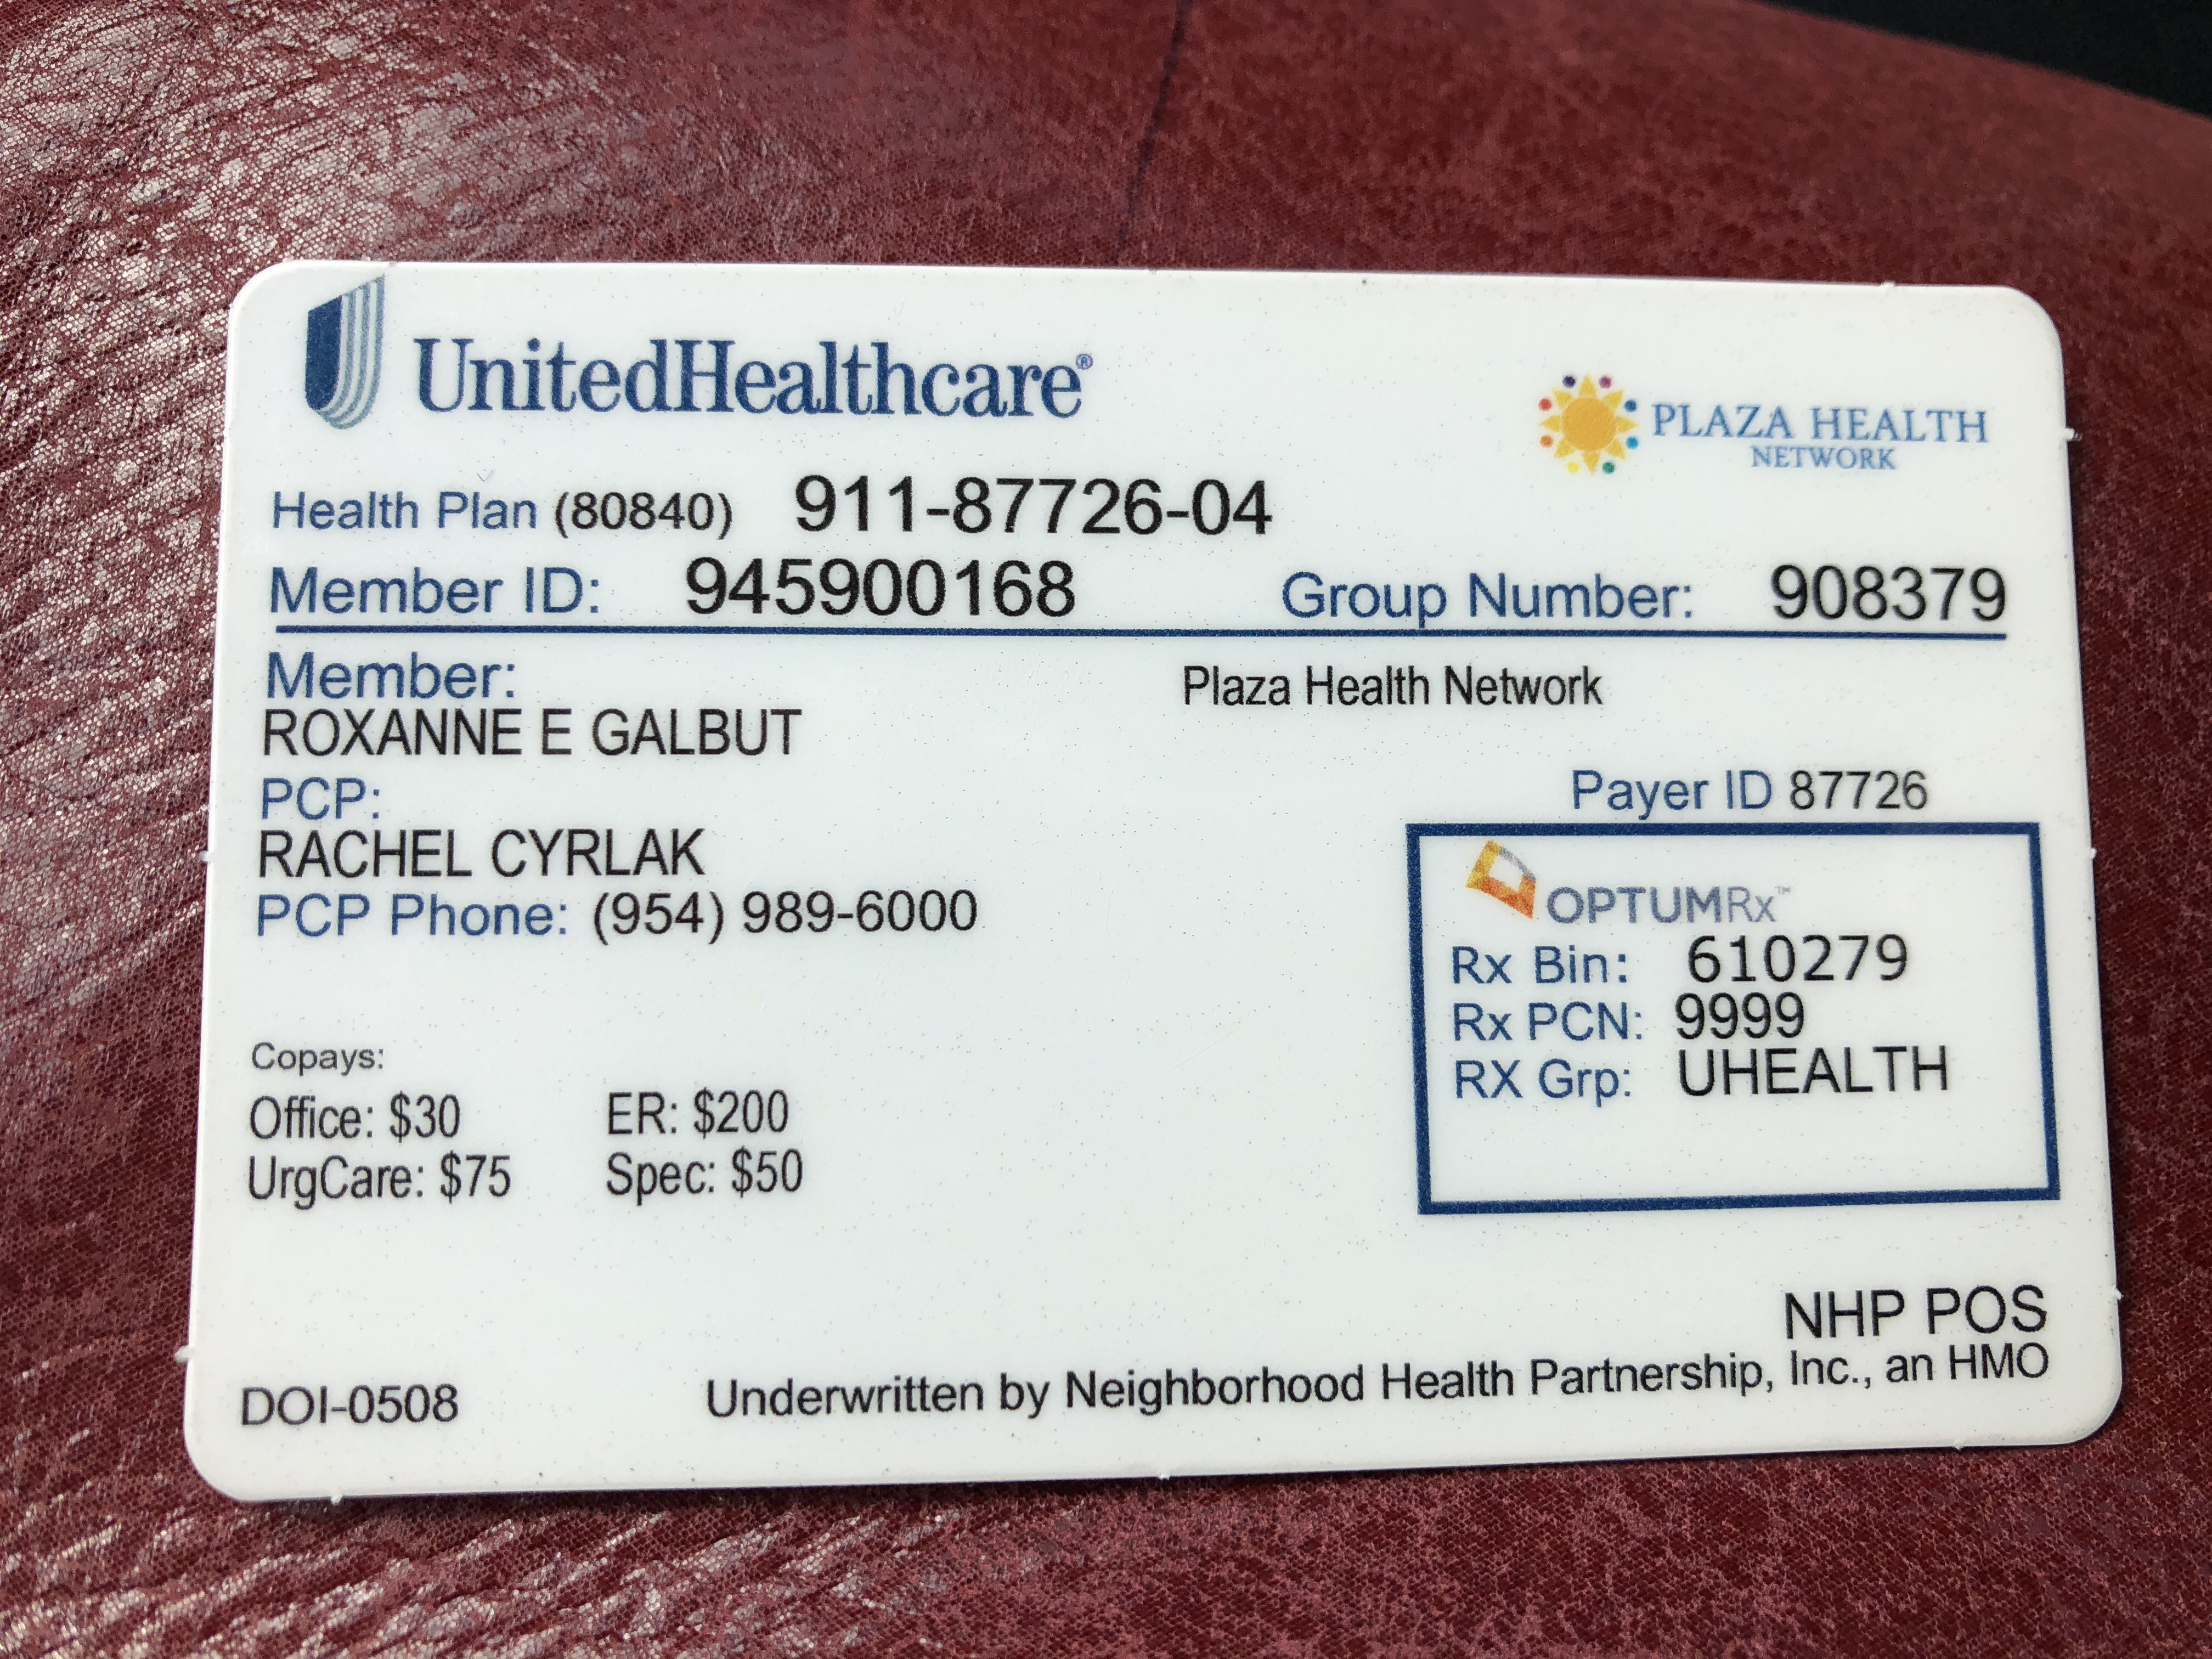 UnitedHealthcare®
PLAZA HEALTH
NETWORK
Health Plan (80840) 911-87726-04
Member ID: 945900168 Group Number: 908379
Member:
ROXANNE E GALBUT
Plaza Health Network
PCP:
RACHEL CYRLAK
PCP Phone: (954) 989-6000
Payer ID 87726
OPTUMRx™
Rx Bin: 610279
Rx PCN: 9999
RX Grp: UHEALTH
Copays:
Office: $30 ER: $200
UrgCare: $75 Spec: $50
NHP POS
DOI-0508 Underwritten by Neighborhood Health Partnership, Inc., an HMO